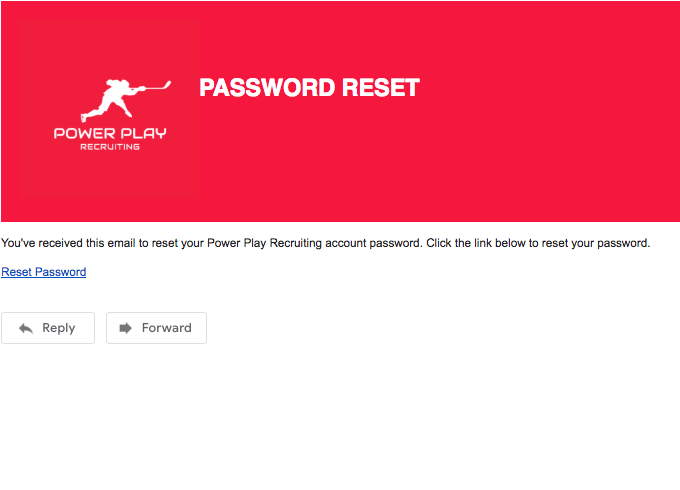 PASSWORD RESET
POWER PLAY
RECRUITING
You've received this email to reset your Power Play Recruiting account password. Click the link below to reset your password.
Reset Password
Reply
Forward